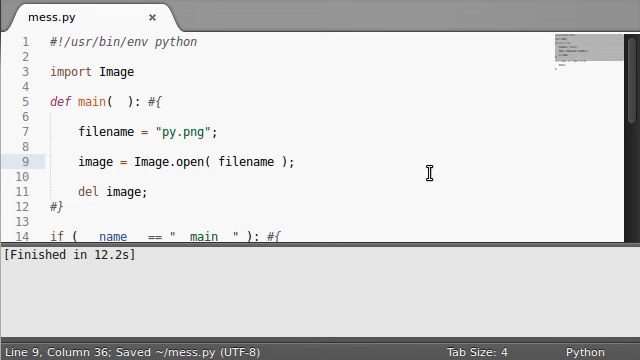 mess.py ×
1 #!/usr/bin/env python
2
3 import Image
4
5 def main(  ): #{
6
7 filename = "py.png";
8
9 image = Image.open( filename );
10
11 del image;
12 #}
13
14 if ( __name__ == "__main__" ): #{
[Finished in 12.2s]
Line 9, Column 36; Saved ~/mess.py (UTF-8) Tab Size: 4 Python